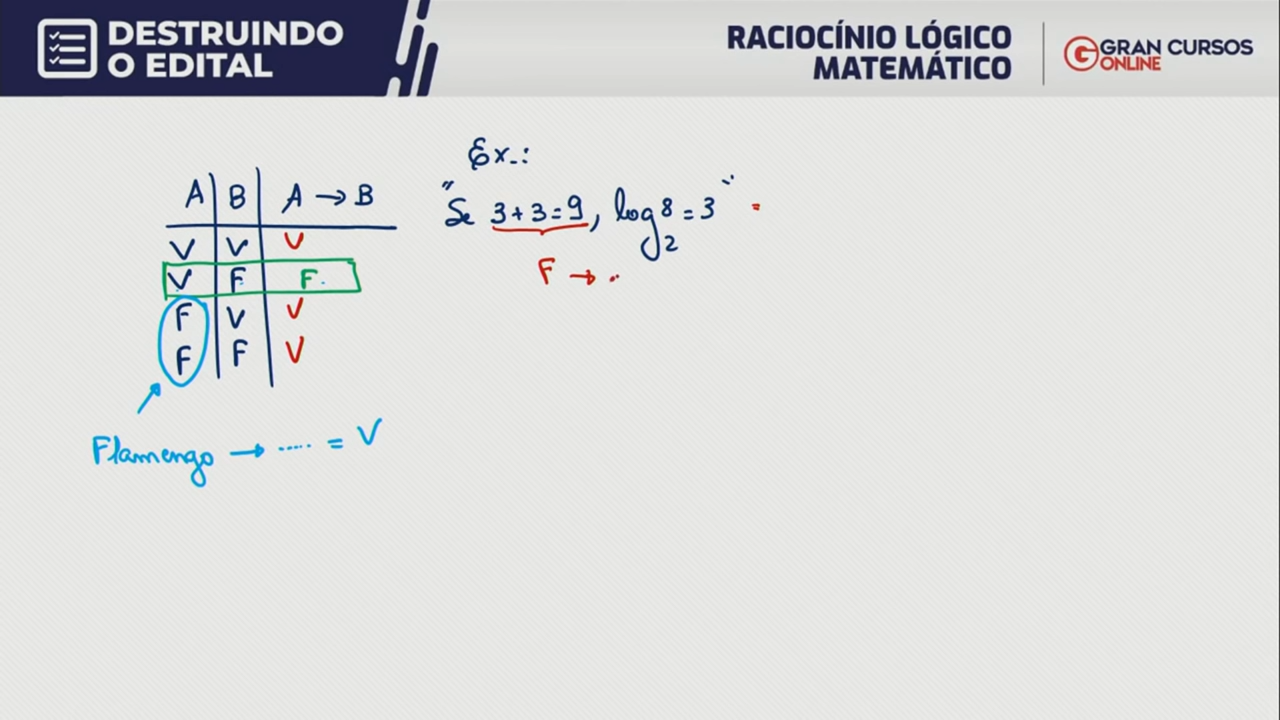 DESTRUINDO
O EDITAL
RACIOCÍNIO LÓGICO
MATEMÁTICO
GRAN CURSOS
ONLINE
Ex.:
A B A → B
V V V
V F F
F V V
F F V
"Se 3+3=9, log₂8=3" =
F → ..
Flamengo → ..... = V